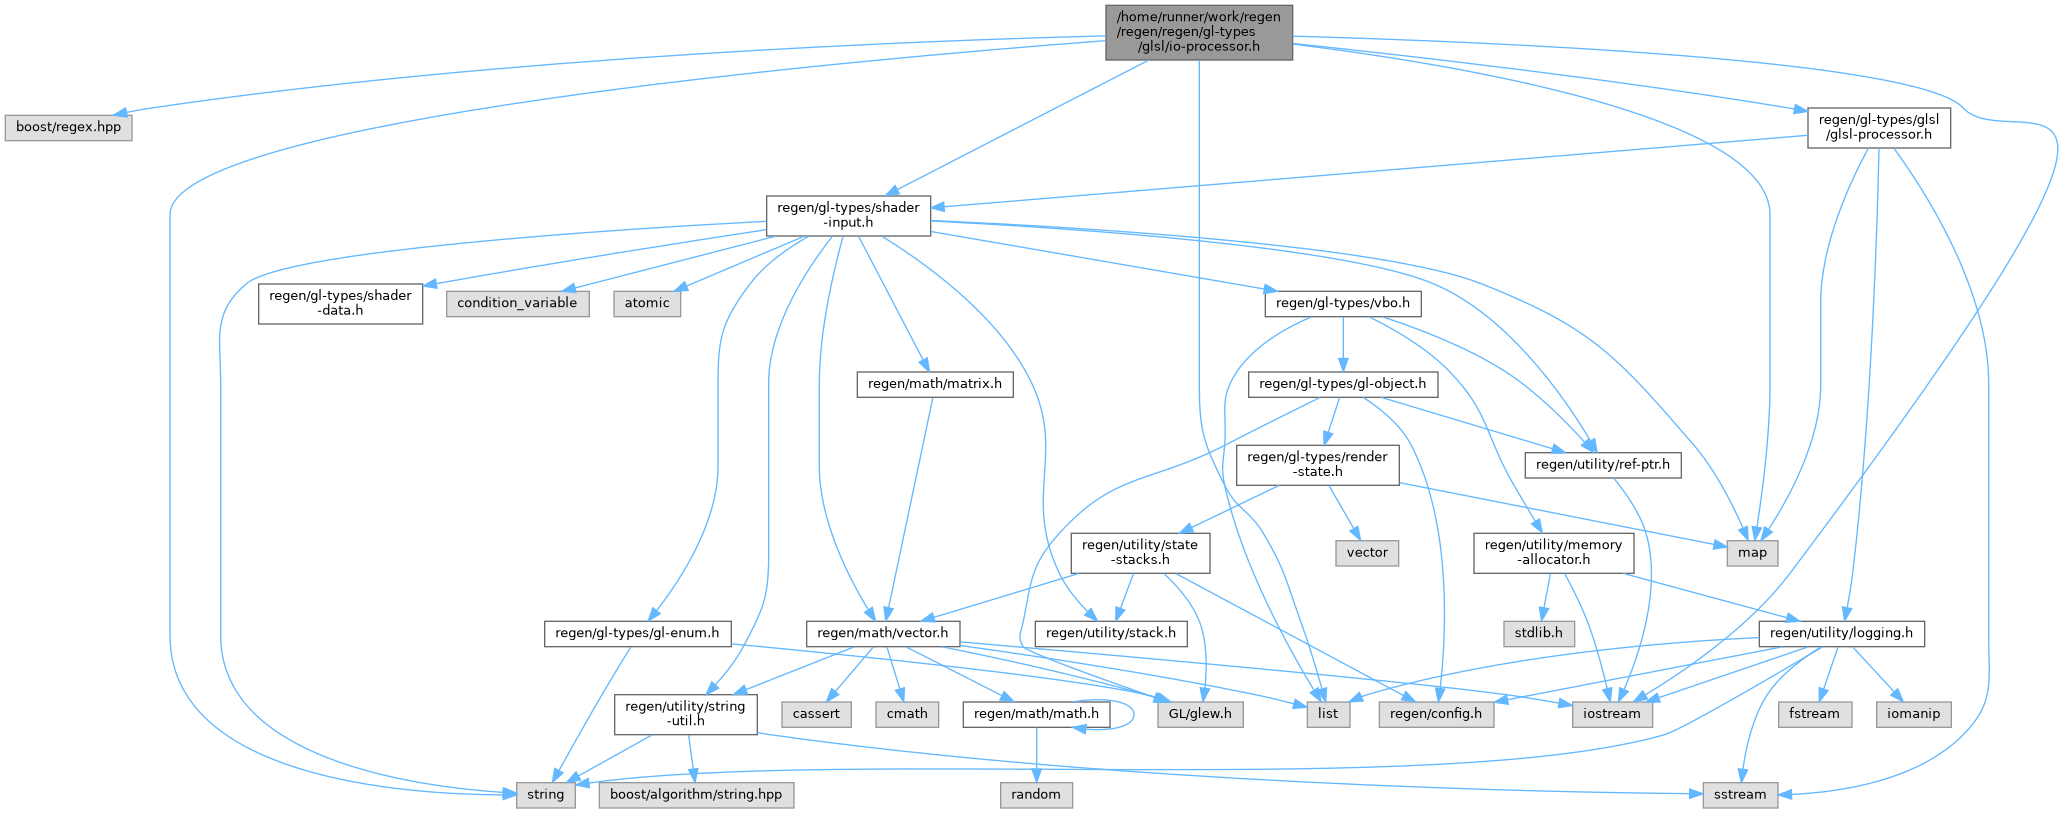 /home/runner/work/regen
/regen/regen/gl-types
/glsl/io-processor.h
boost/regex.hpp
regen/gl-types/glsl
/glsl-processor.h
regen/gl-types/shader
-input.h
regen/gl-types/shader
-data.h
condition_variable
atomic
regen/gl-types/vbo.h
regen/math/matrix.h
regen/gl-types/gl-object.h
regen/gl-types/render
-state.h
regen/utility/ref-ptr.h
regen/utility/state
-stacks.h
vector
regen/utility/memory
-allocator.h
map
regen/gl-types/gl-enum.h
regen/math/vector.h
regen/utility/stack.h
stdlib.h
regen/utility/logging.h
regen/utility/string
-util.h
cassert
cmath
regen/math/math.h
GL/glew.h
list
regen/config.h
iostream
fstream
iomanip
string
boost/algorithm/string.hpp
random
sstream